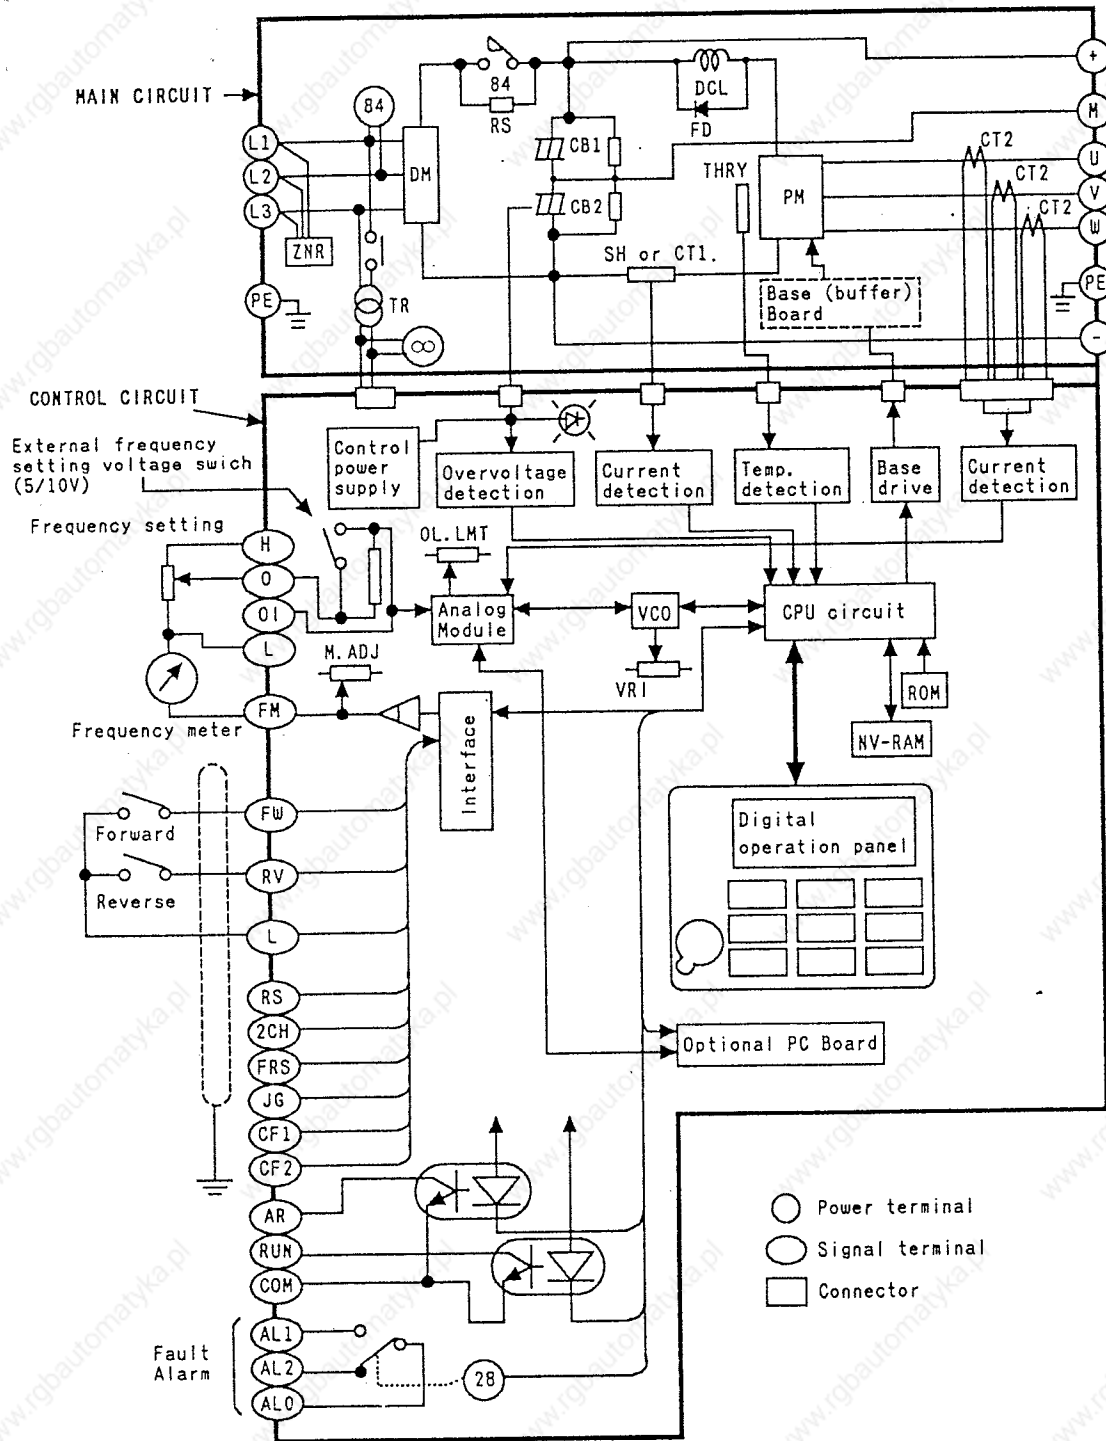 MAIN CIRCUIT
84
RS
84
DCL
FD
+
M
L1
L2
L3
DM
CB1
CB2
THRY
PM
CT2
CT2
CT2
U
V
W
ZNR
SH or CT1.
PE
PE
TR
Base (buffer)
Board
-
CONTROL CIRCUIT
External frequency
setting voltage swich
(5/10V)
Control
power
supply
Overvoltage
detection
Current
detection
Temp.
detection
Base
drive
Current
detection
Frequency setting
H
O
OI
L
OL.LMT
Analog
Module
VCO
CPU circuit
M.ADJ
VR1
ROM
NV-RAM
FM
Frequency meter
Interface
Forward
FW
Reverse
RV
L
Digital
operation panel
RS
2CH
FRS
JG
CF1
CF2
Optional PC Board
AR
RUN
COM
Power terminal
Signal terminal
Connector
Fault
Alarm
AL1
AL2
AL0
28
www.rgbautomatyka.pl